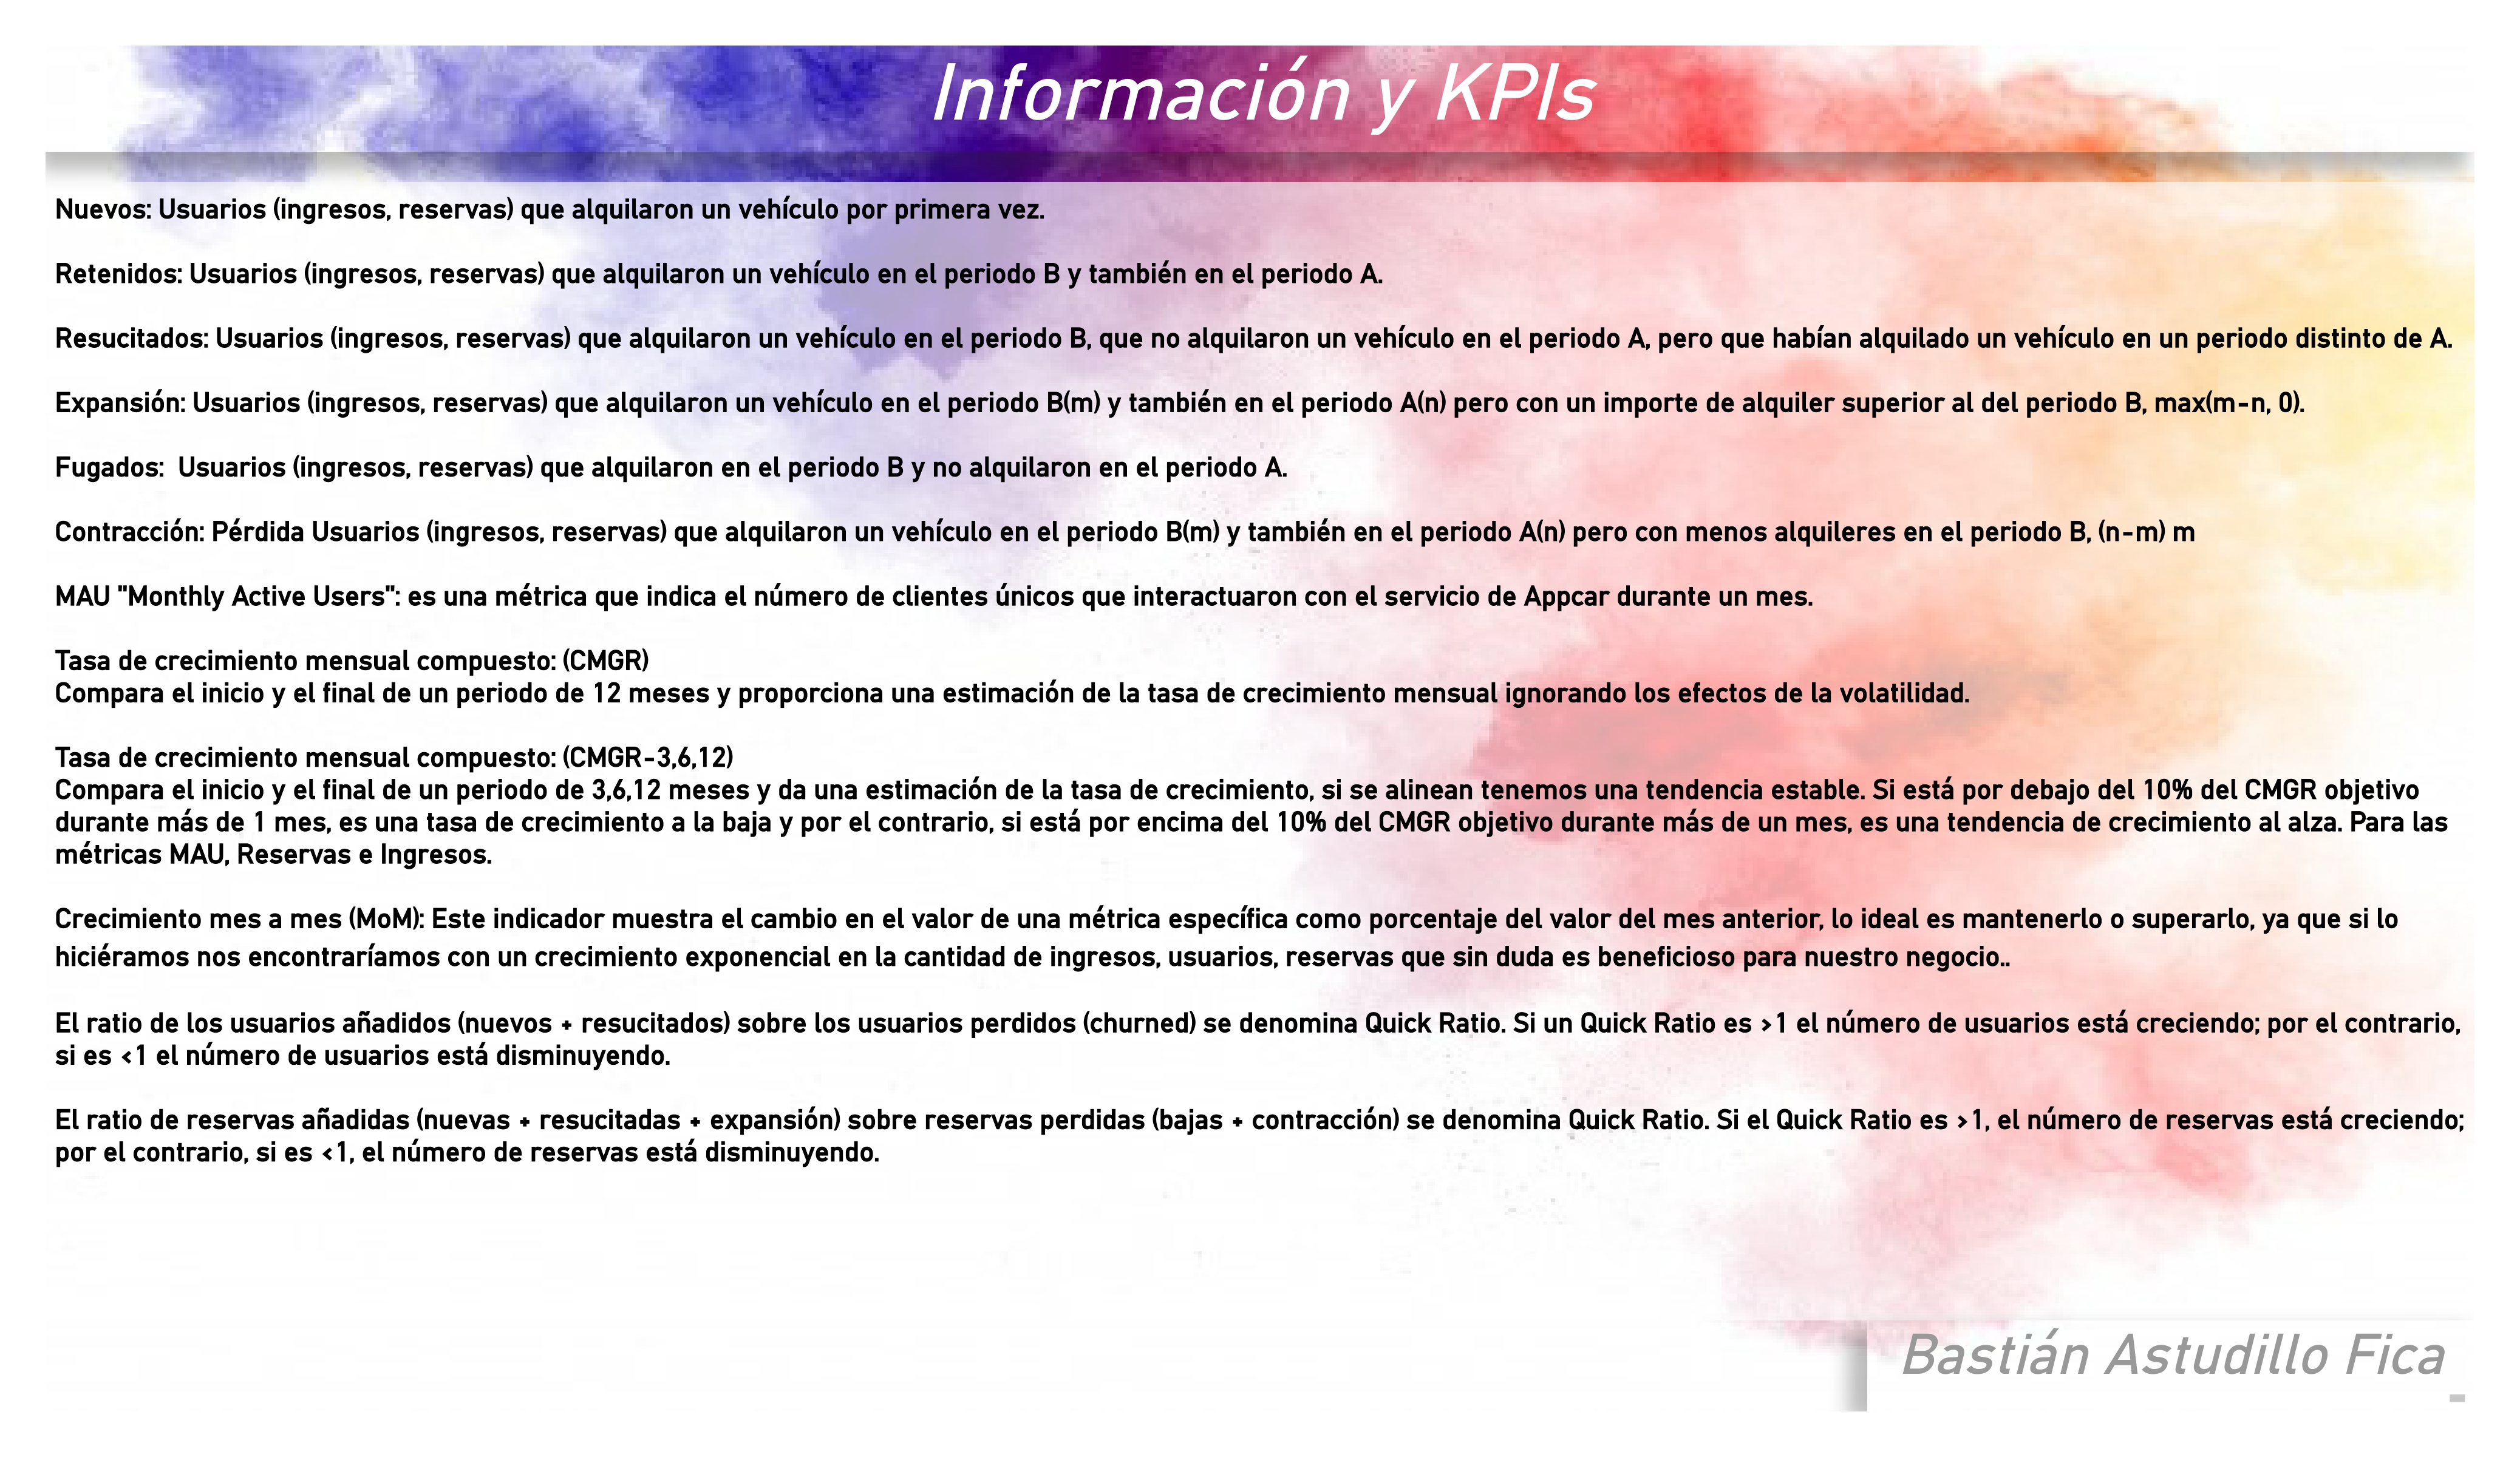 Información y KPIs
Nuevos: Usuarios (ingresos, reservas) que alquilaron un vehículo por primera vez.
Retenidos: Usuarios (ingresos, reservas) que alquilaron un vehículo en el periodo B y también en el periodo A.
Resucitados: Usuarios (ingresos, reservas) que alquilaron un vehículo en el periodo B, que no alquilaron un vehículo en el periodo A, pero que habían alquilado un vehículo en un periodo distinto de A.
Expansión: Usuarios (ingresos, reservas) que alquilaron un vehículo en el periodo B(m) y también en el periodo A(n) pero con un importe de alquiler superior al del periodo B, max(m-n, 0).
Fugados:  Usuarios (ingresos, reservas) que alquilaron en el periodo B y no alquilaron en el periodo A.
Contracción: Pérdida Usuarios (ingresos, reservas) que alquilaron un vehículo en el periodo B(m) y también en el periodo A(n) pero con menos alquileres en el periodo B, (n-m) m
MAU "Monthly Active Users": es una métrica que indica el número de clientes únicos que interactuaron con el servicio de Appcar durante un mes.
Tasa de crecimiento mensual compuesto: (CMGR)
Compara el inicio y el final de un periodo de 12 meses y proporciona una estimación de la tasa de crecimiento mensual ignorando los efectos de la volatilidad.
Tasa de crecimiento mensual compuesto: (CMGR-3,6,12)
Compara el inicio y el final de un periodo de 3,6,12 meses y da una estimación de la tasa de crecimiento, si se alinean tenemos una tendencia estable. Si está por debajo del 10% del CMGR objetivo
durante más de 1 mes, es una tasa de crecimiento a la baja y por el contrario, si está por encima del 10% del CMGR objetivo durante más de un mes, es una tendencia de crecimiento al alza. Para las
métricas MAU, Reservas e Ingresos.
Crecimiento mes a mes (MoM): Este indicador muestra el cambio en el valor de una métrica específica como porcentaje del valor del mes anterior, lo ideal es mantenerlo o superarlo, ya que si lo
hiciéramos nos encontraríamos con un crecimiento exponencial en la cantidad de ingresos, usuarios, reservas que sin duda es beneficioso para nuestro negocio..
El ratio de los usuarios añadidos (nuevos + resucitados) sobre los usuarios perdidos (churned) se denomina Quick Ratio. Si un Quick Ratio es >1 el número de usuarios está creciendo; por el contrario,
si es <1 el número de usuarios está disminuyendo.
El ratio de reservas añadidas (nuevas + resucitadas + expansión) sobre reservas perdidas (bajas + contracción) se denomina Quick Ratio. Si el Quick Ratio es >1, el número de reservas está creciendo;
por el contrario, si es <1, el número de reservas está disminuyendo.
Bastián Astudillo Fica
-